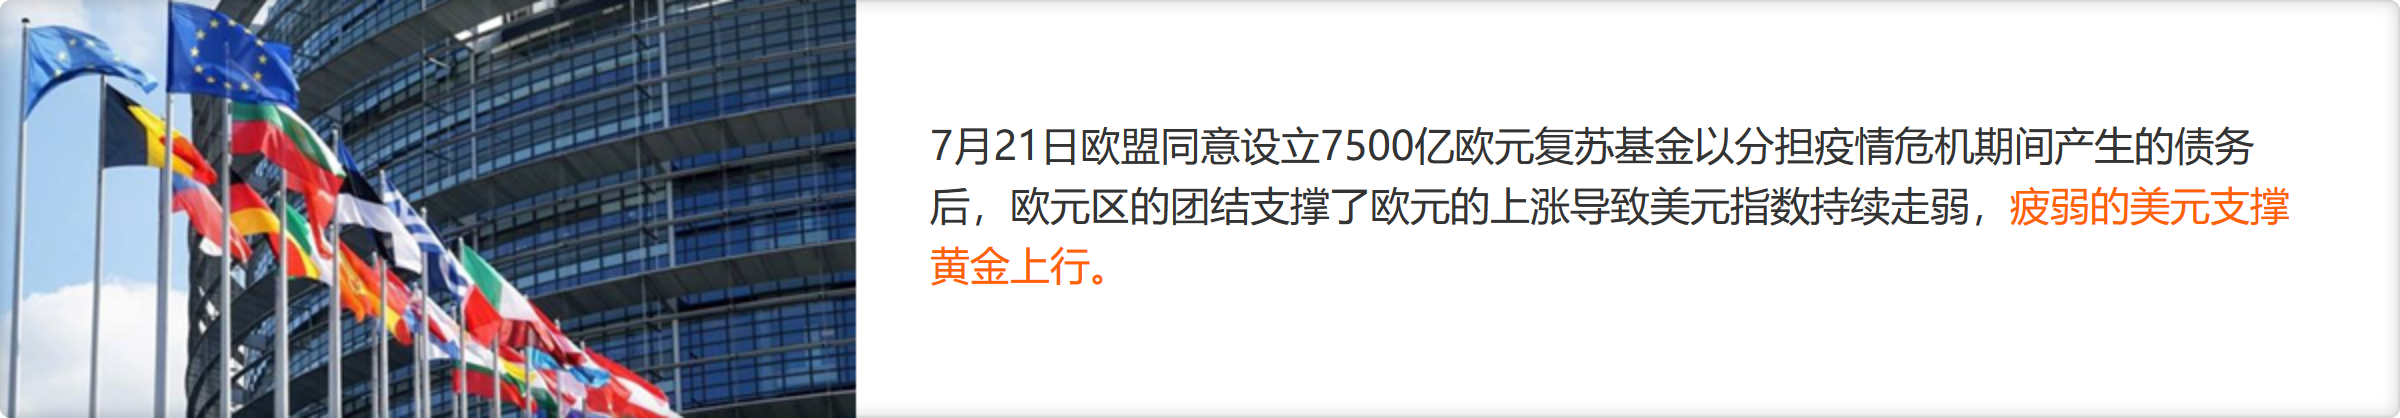 7月21日欧盟同意设立7500亿欧元复苏基金以分担疫情危机期间产生的债务
后，欧元区的团结支撑了欧元的上涨导致美元指数持续走弱，疲弱的美元支撑
黄金上行。